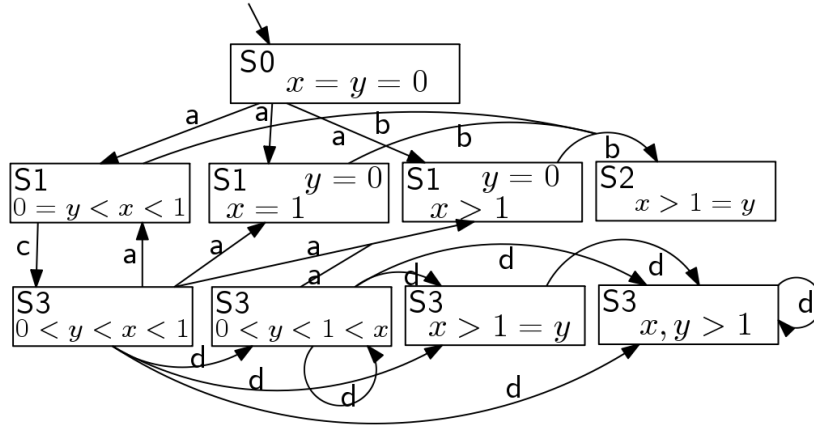 S0
x = y = 0
a
a
a
b
b
b
S1
0 = y < x < 1
S1
y = 0
x = 1
S1
y = 0
x > 1
S2
x > 1 = y
c
a
a
a
a
d
d
d
S3
0 < y < x < 1
S3
0 < y < 1 < x
S3
x > 1 = y
S3
x, y > 1
d
d
d
d
d